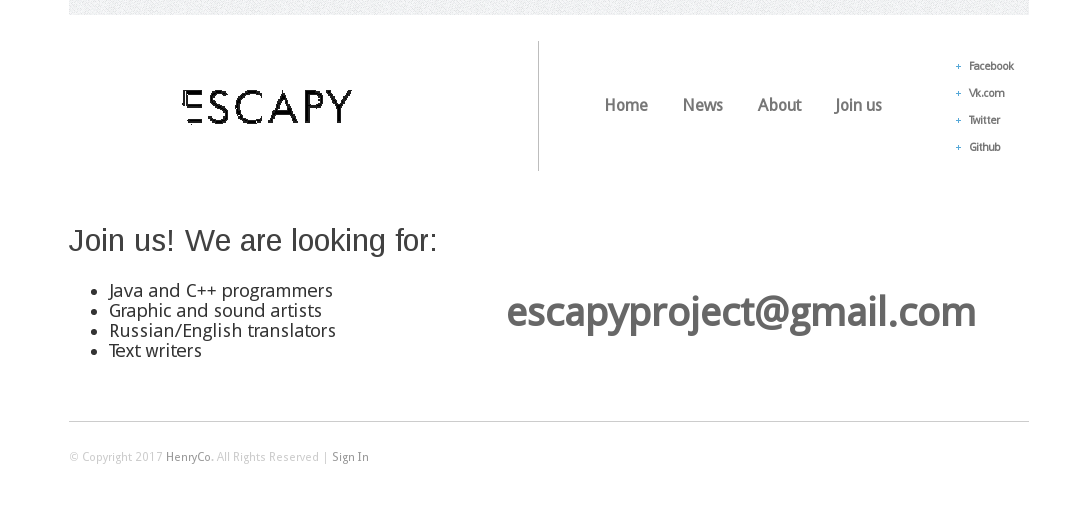 ESCAPY
Home News About Join us
Facebook
Vk.com
Twitter
Github
Join us! We are looking for:
Java and C++ programmers
Graphic and sound artists
Russian/English translators
Text writers
escapyproject@gmail.com
© Copyright 2017 HenryCo. All Rights Reserved | Sign In